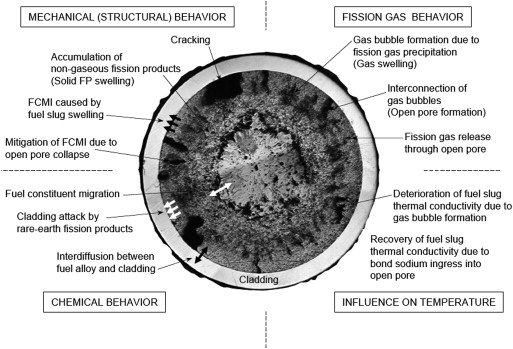 MECHANICAL (STRUCTURAL) BEHAVIOR
FISSION GAS BEHAVIOR
Cracking
Accumulation of
non-gaseous fission products
(Solid FP swelling)
FCMI caused by
fuel slug swelling
Mitigation of FCMI due to
open pore collapse
Gas bubble formation due to
fission gas precipitation
(Gas swelling)
Interconnection of
gas bubbles
(Open pore formation)
Fission gas release
through open pore
Fuel constituent migration
Cladding attack by
rare-earth fission products
Interdiffusion between
fuel alloy and cladding
Cladding
Deterioration of fuel slug
thermal conductivity due to
gas bubble formation
Recovery of fuel slug
thermal conductivity due to
bond sodium ingress into
open pore
CHEMICAL BEHAVIOR
INFLUENCE ON TEMPERATURE